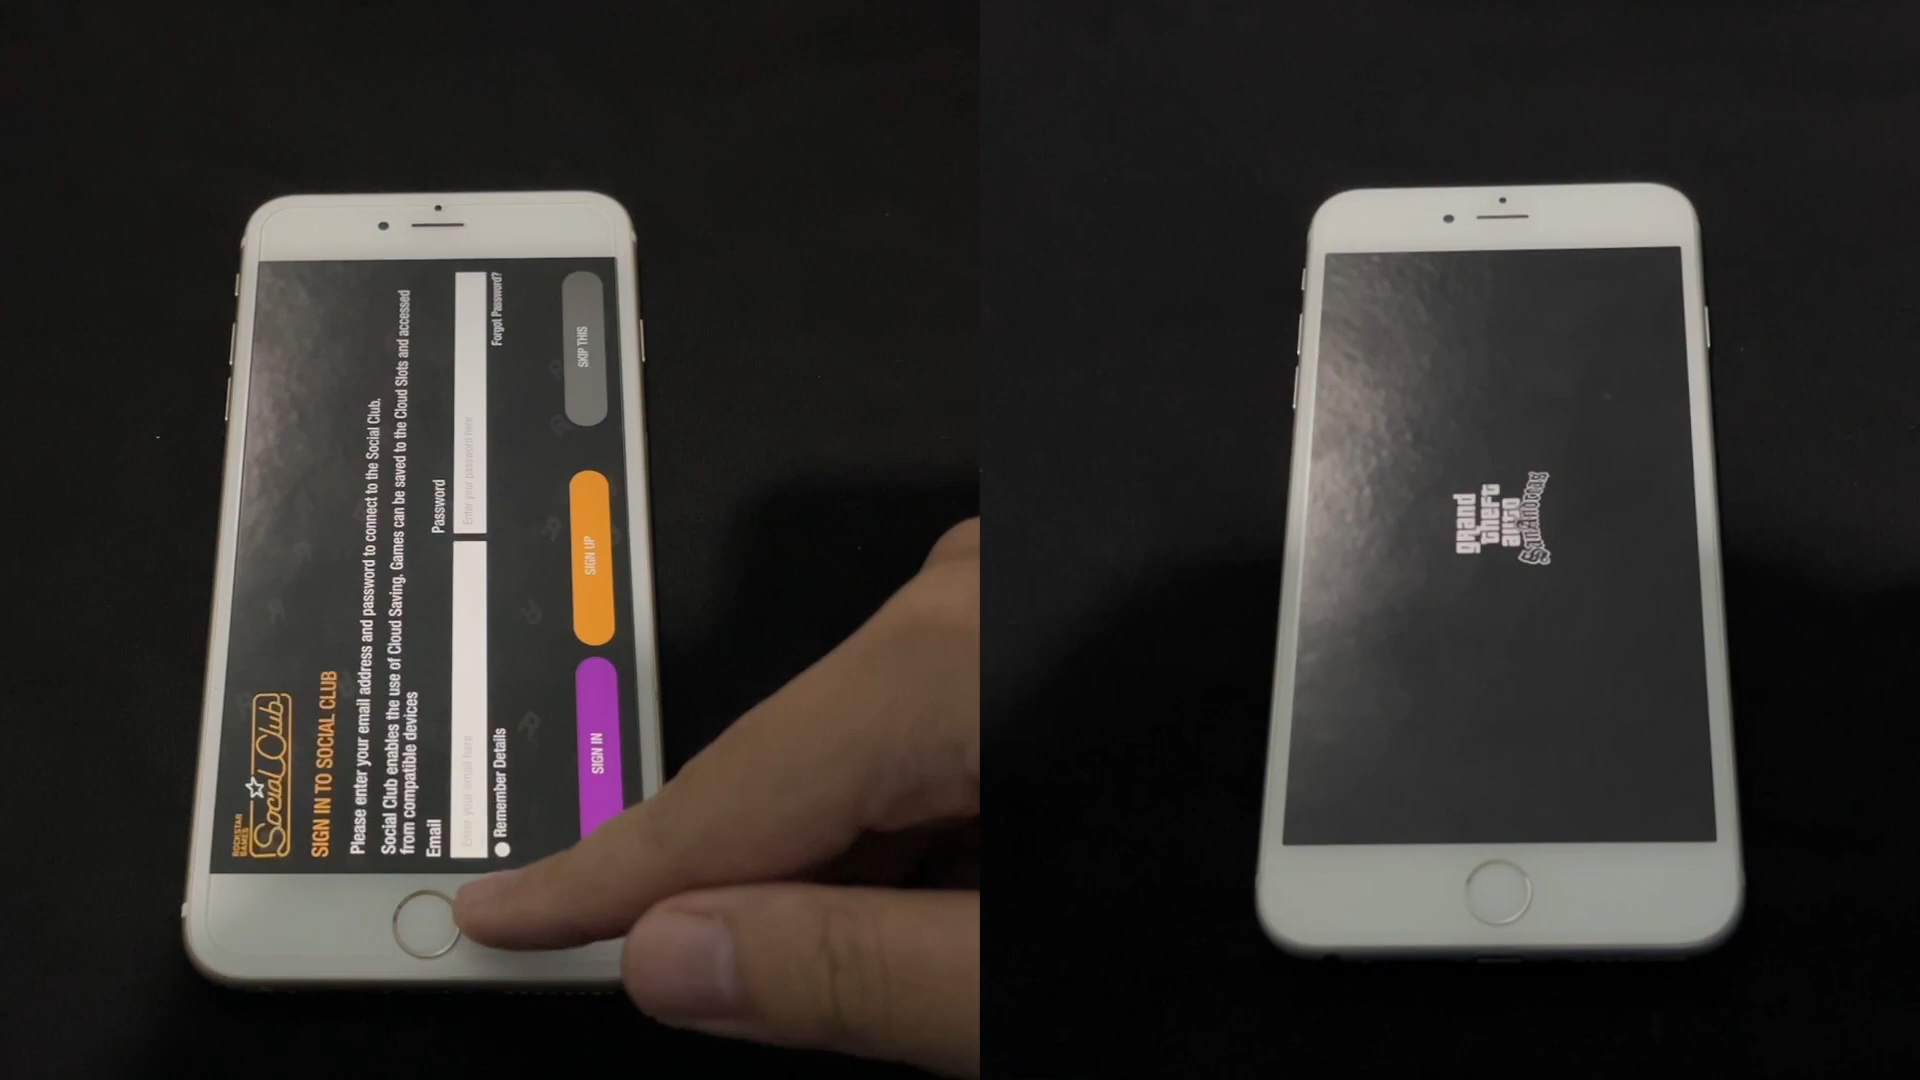 ROCKSTAR
GAMES
Social Club
SIGN IN TO SOCIAL CLUB
Please enter your email address and password to connect to the Social Club.
Social Club enables the use of Cloud Saving. Games can be saved to the Cloud Slots and accessed
from compatible devices
Email
Password
Enter your email here
Enter your password here
Remember Details
Forgot Password?
SIGN IN
SIGN UP
SKIP THIS
grand
theft
auto
San Andreas